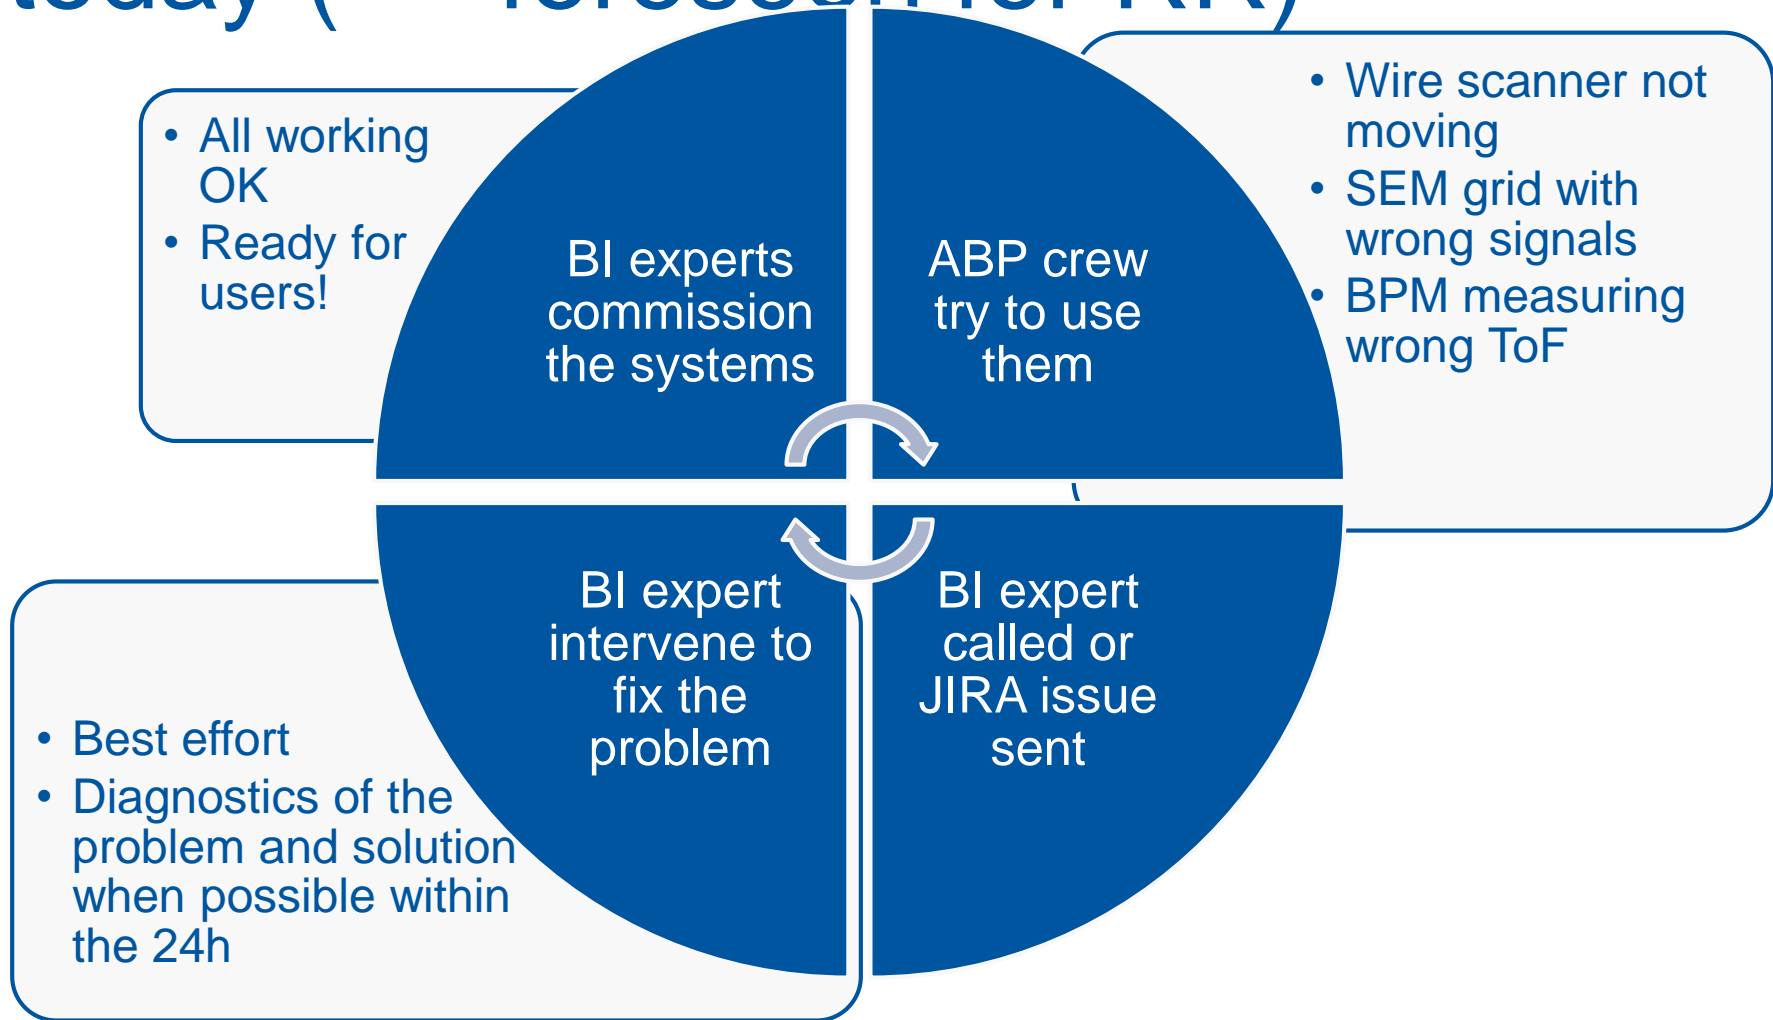 today (
for RR)
• All working
OK
• Ready for
users!
BI experts
commission
the systems
ABP crew
try to use
them
• Wire scanner not
moving
• SEM grid with
wrong signals
• BPM measuring
wrong ToF
BI expert
called or
JIRA issue
sent
BI expert
intervene to
fix the
problem
• Best effort
• Diagnostics of the
problem and solution
when possible within
the 24h